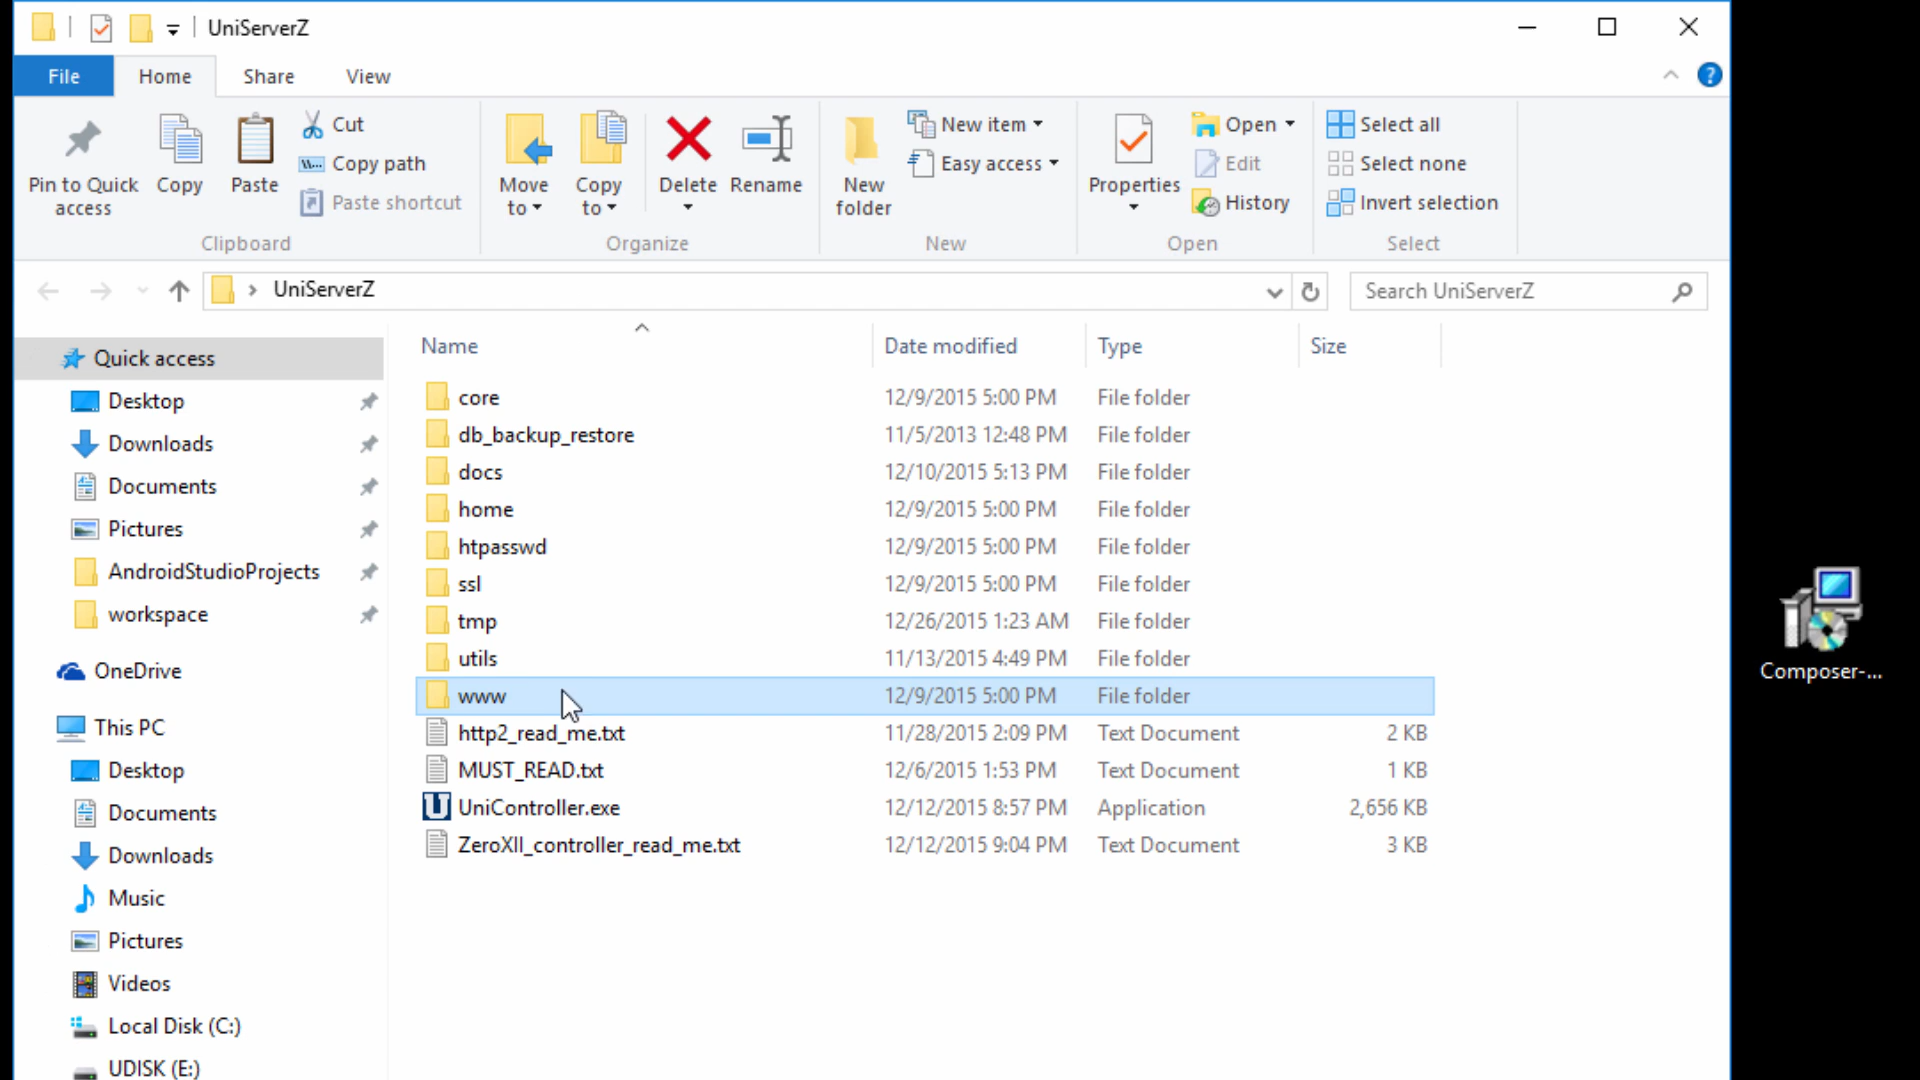 UniServerZ
File Home Share View
Pin to Quick access
Copy
Paste
Cut
Copy path
Paste shortcut
Clipboard
Move to
Copy to
Delete
Rename
Organize
New folder
New item
Easy access
New
Properties
Open
Edit
History
Open
Select all
Select none
Invert selection
Select
UniServerZ
Search UniServerZ
Quick access
Desktop
Downloads
Documents
Pictures
AndroidStudioProjects
workspace
OneDrive
This PC
Desktop
Documents
Downloads
Music
Pictures
Videos
Local Disk (C:)
UDISK (E:)
Name Date modified Type Size
core 12/9/2015 5:00 PM File folder
db_backup_restore 11/5/2013 12:48 PM File folder
docs 12/10/2015 5:13 PM File folder
home 12/9/2015 5:00 PM File folder
htpasswd 12/9/2015 5:00 PM File folder
ssl 12/9/2015 5:00 PM File folder
tmp 12/26/2015 1:23 AM File folder
utils 11/13/2015 4:49 PM File folder
www 12/9/2015 5:00 PM File folder
http2_read_me.txt 11/28/2015 2:09 PM Text Document 2 KB
MUST_READ.txt 12/6/2015 1:53 PM Text Document 1 KB
UniController.exe 12/12/2015 8:57 PM Application 2,656 KB
ZeroXII_controller_read_me.txt 12/12/2015 9:04 PM Text Document 3 KB
Composer-...